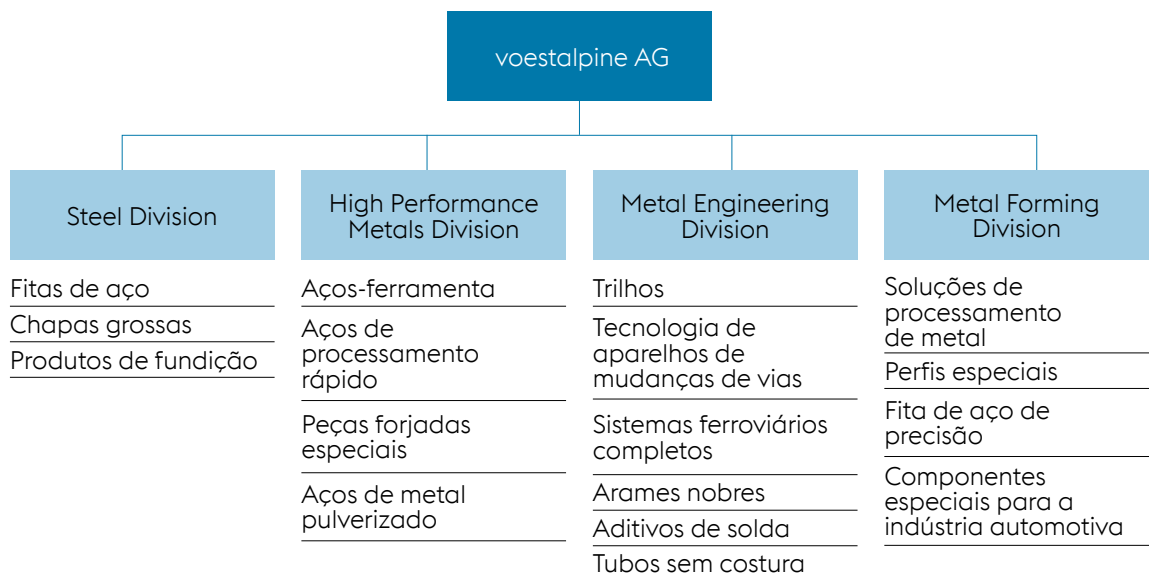 voestalpine AG
Steel Division
Fitas de aço
Chapas grossas
Produtos de fundição
High Performance
Metals Division
Aços-ferramenta
Aços de
processamento
rápido
Peças forjadas
especiais
Aços de metal
pulverizado
Metal Engineering
Division
Trilhos
Tecnologia de
aparelhos de
mudanças de vias
Sistemas ferroviários
completos
Arames nobres
Aditivos de solda
Tubos sem costura
Metal Forming
Division
Soluções de
processamento
de metal
Perfis especiais
Fita de aço de
precisão
Componentes
especiais para a
indústria automotiva